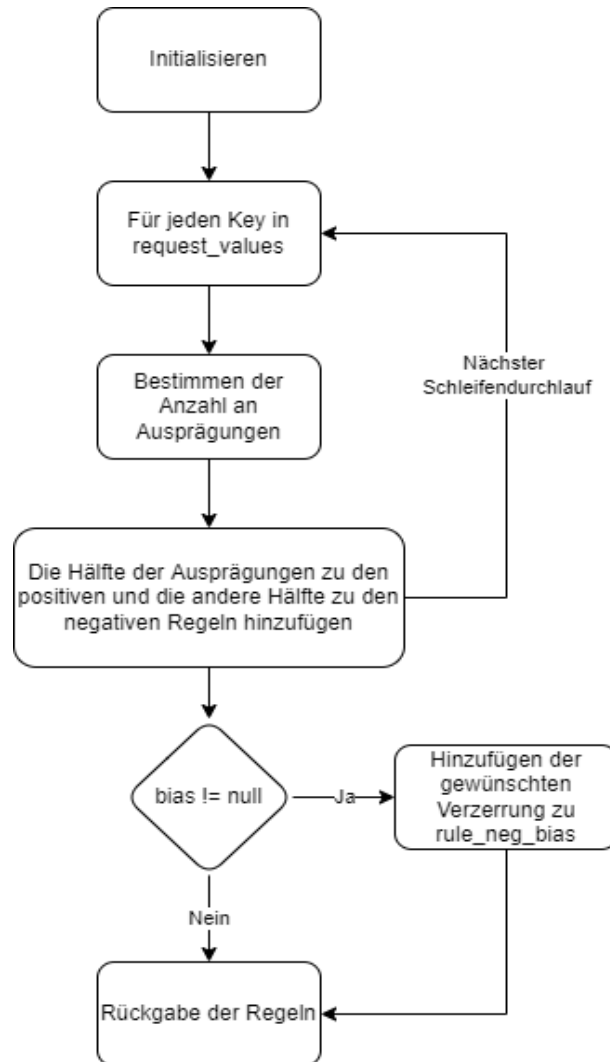 Initialisieren
Für jeden Key in
request_values
Nächster
Schleifendurchlauf
Bestimmen der
Anzahl an
Ausprägungen
Die Hälfte der Ausprägungen zu den
positiven und die andere Hälfte zu den
negativen Regeln hinzufügen
bias != null
Ja
Hinzufügen der
gewünschten
Verzerrung zu
rule_neg_bias
Nein
Rückgabe der Regeln